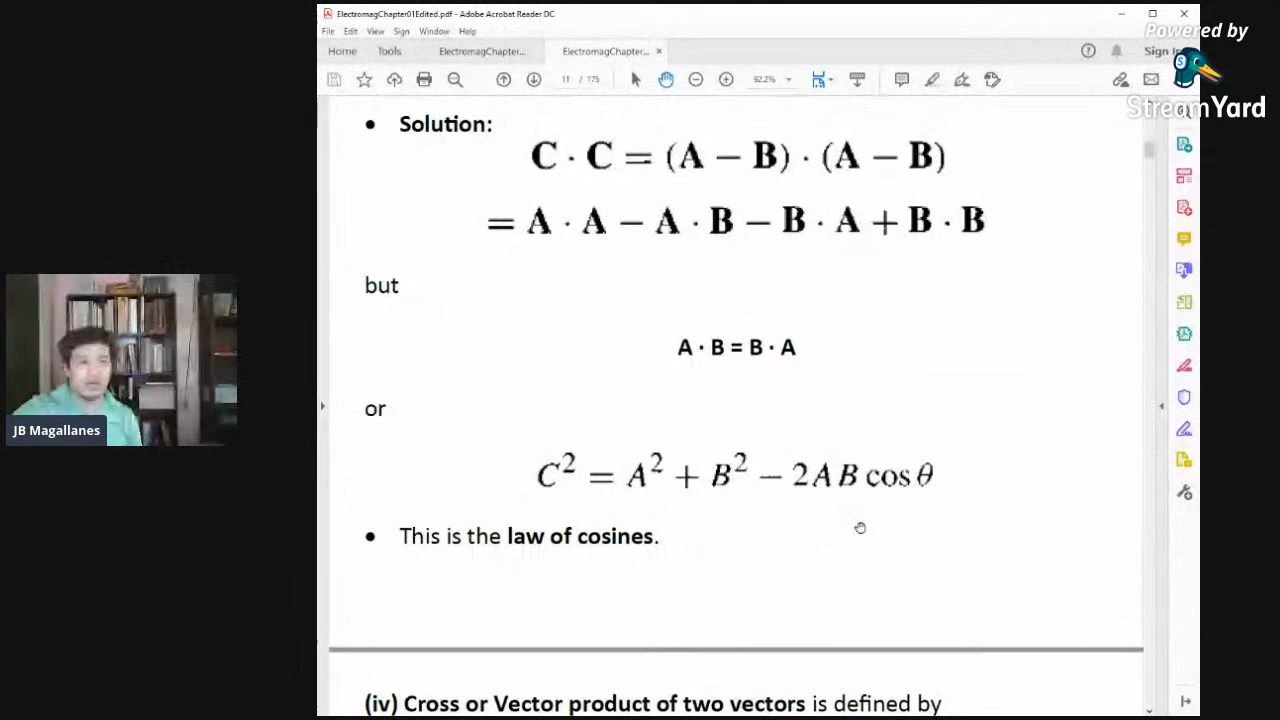 ElectromagChapter01Edited.pdf - Adobe Acrobat Reader DC
File Edit View Sign Window Help
Home Tools ElectromagChapter... ElectromagChapter... × Sign In
11 / 175 92.2%
Powered by
StreamYard
• Solution:
C · C = (A − B) · (A − B)
= A · A − A · B − B · A + B · B
but
A · B = B · A
or
C² = A² + B² − 2AB cos θ
• This is the law of cosines.
(iv) Cross or Vector product of two vectors is defined by
JB Magallanes